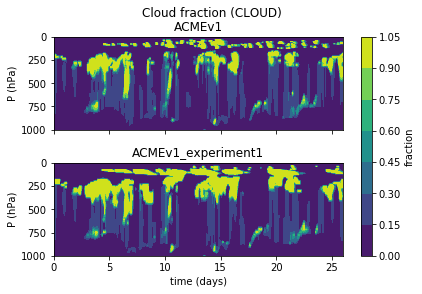 Cloud fraction (CLOUD)
ACMEv1
0
250
500
750
1000
P (hPa)
ACMEv1_experiment1
0
250
500
750
1000
P (hPa)
0 5 10 15 20 25
time (days)
1.05
0.90
0.75
0.60
0.45
0.30
0.15
0.00
fraction